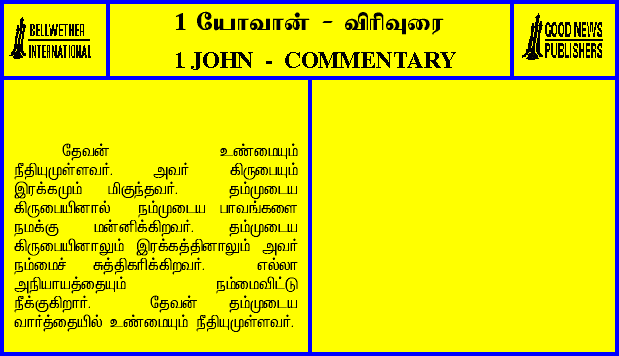 BELLWETHER
INTERNATIONAL
1 யோவான் - விரிவுரை
1 JOHN - COMMENTARY
GOOD NEWS
PUBLISHERS
தேவன் உண்மையும்
நீதியுமுள்ளவர். அவர் கிருபையும்
இரக்கமும் மிகுந்தவர். தம்முடைய
கிருபையினால் நம்முடைய பாவங்களை
நமக்கு மன்னிக்கிறவர். தம்முடைய
கிருபையினாலும் இரக்கத்தினாலும் அவர்
நம்மைச் சுத்திகரிக்கிறவர். எல்லா
அநியாயத்தையும் நம்மைவிட்டு
நீக்குகிறார். தேவன் தம்முடைய
வார்த்தையில் உண்மையும் நீதியுமுள்ளவர்.